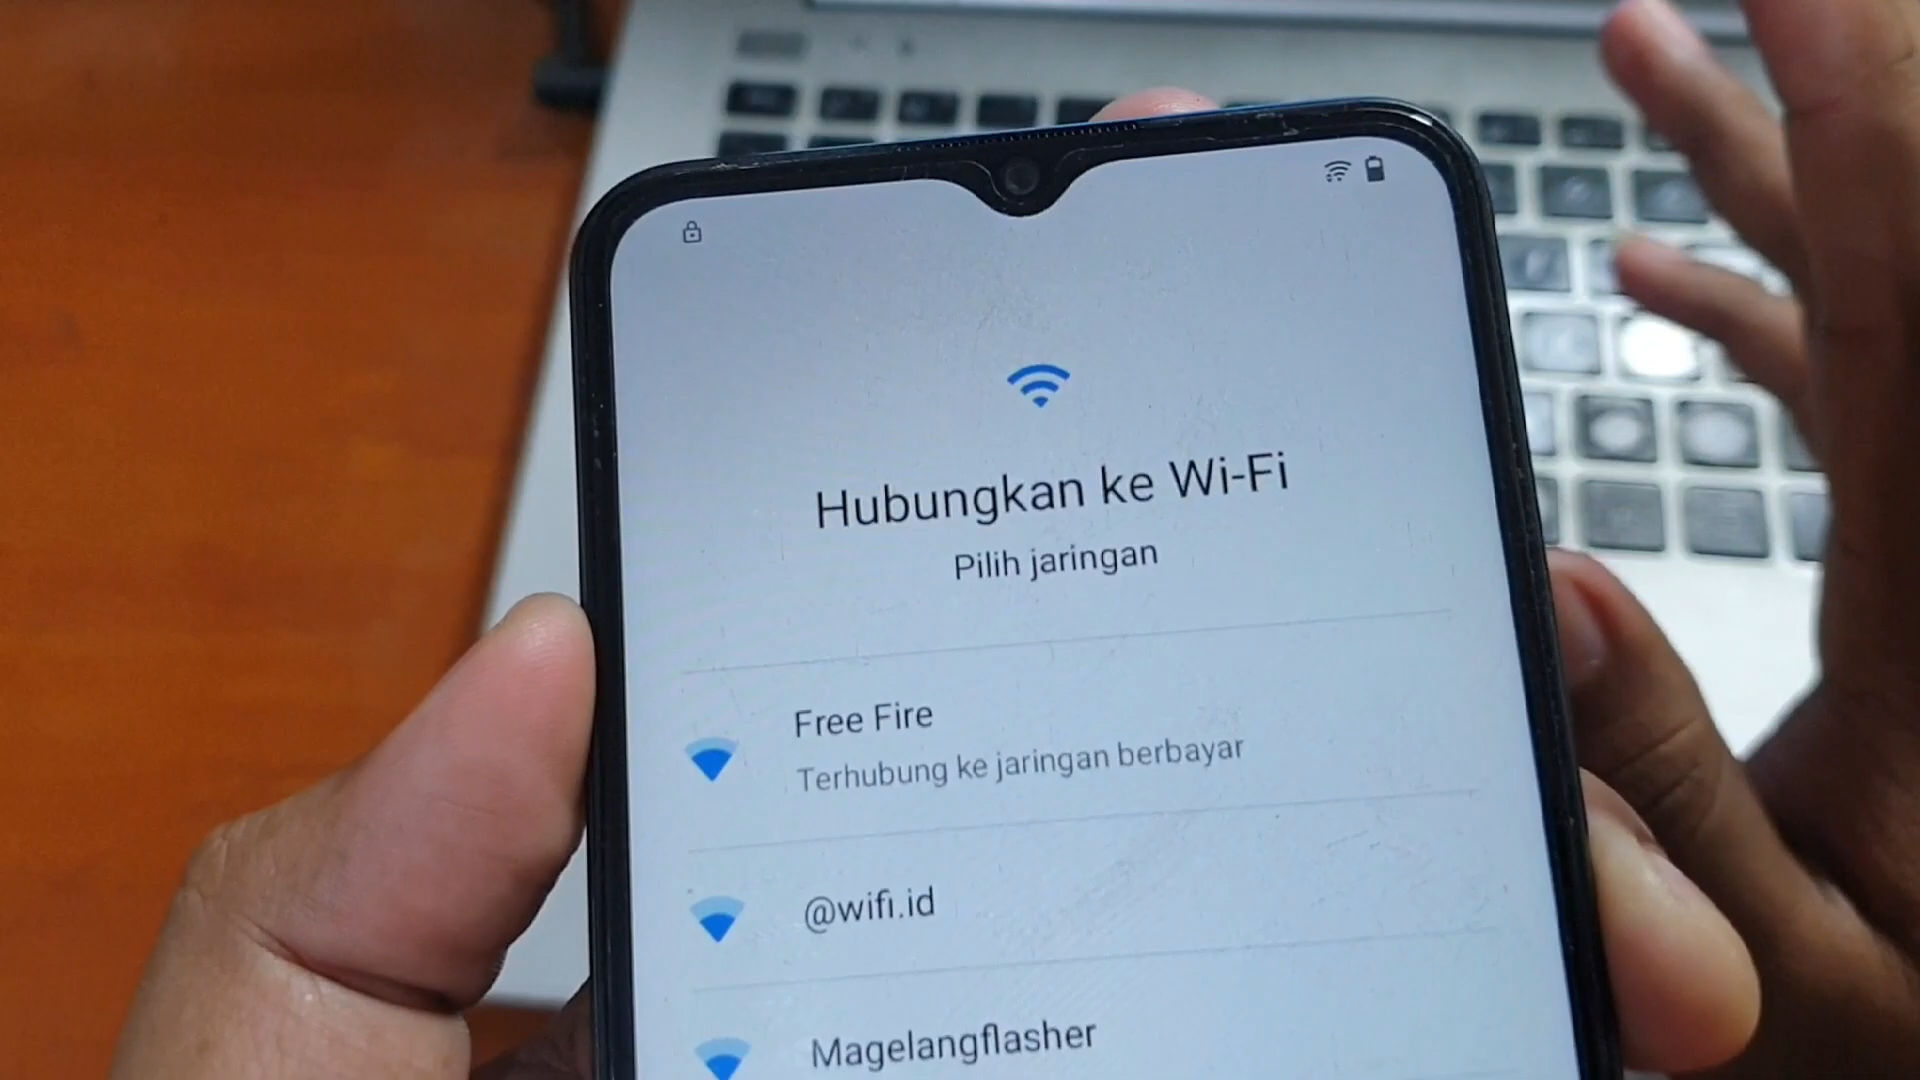 Hubungkan ke Wi-Fi
Pilih jaringan
Free Fire
Terhubung ke jaringan berbayar
@wifi.id
Magelangflasher